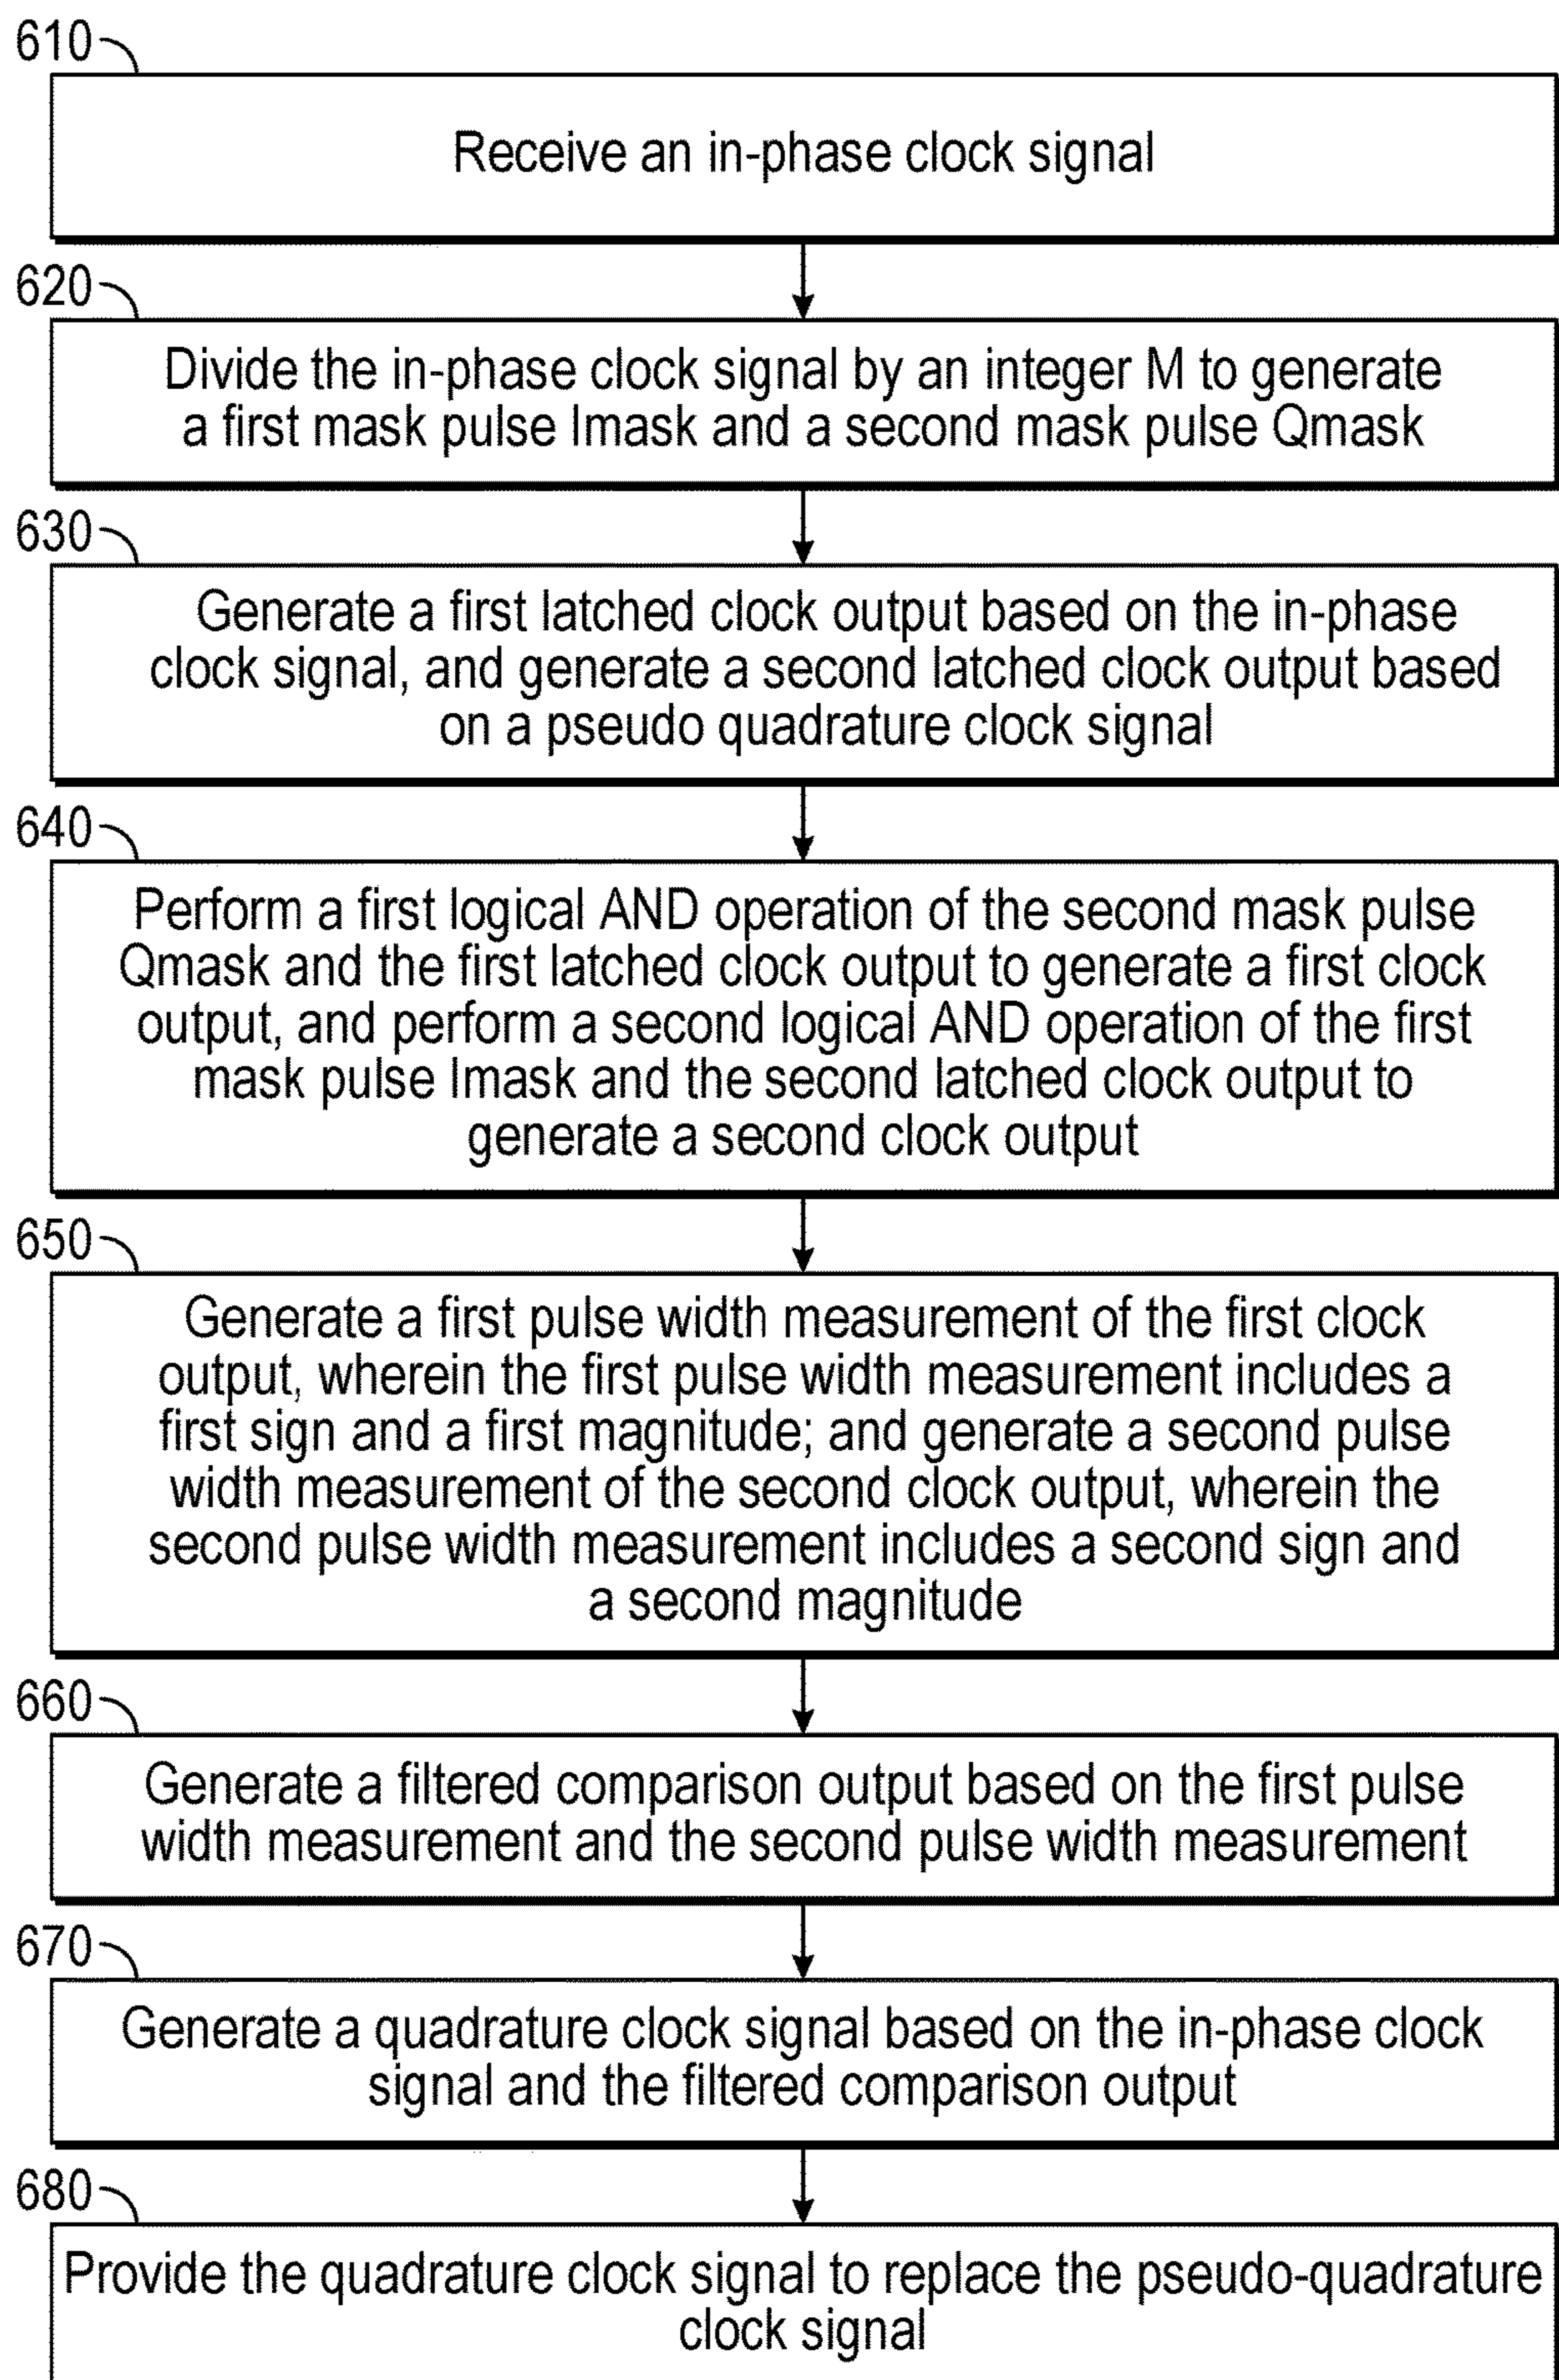 610
Receive an in-phase clock signal
620
Divide the in-phase clock signal by an integer M to generate
a first mask pulse Imask and a second mask pulse Qmask
630
Generate a first latched clock output based on the in-phase
clock signal, and generate a second latched clock output based
on a pseudo quadrature clock signal
640
Perform a first logical AND operation of the second mask pulse
Qmask and the first latched clock output to generate a first clock
output, and perform a second logical AND operation of the first
mask pulse Imask and the second latched clock output to
generate a second clock output
650
Generate a first pulse width measurement of the first clock
output, wherein the first pulse width measurement includes a
first sign and a first magnitude; and generate a second pulse
width measurement of the second clock output, wherein the
second pulse width measurement includes a second sign and
a second magnitude
660
Generate a filtered comparison output based on the first pulse
width measurement and the second pulse width measurement
670
Generate a quadrature clock signal based on the in-phase clock
signal and the filtered comparison output
680
Provide the quadrature clock signal to replace the pseudo-quadrature
clock signal